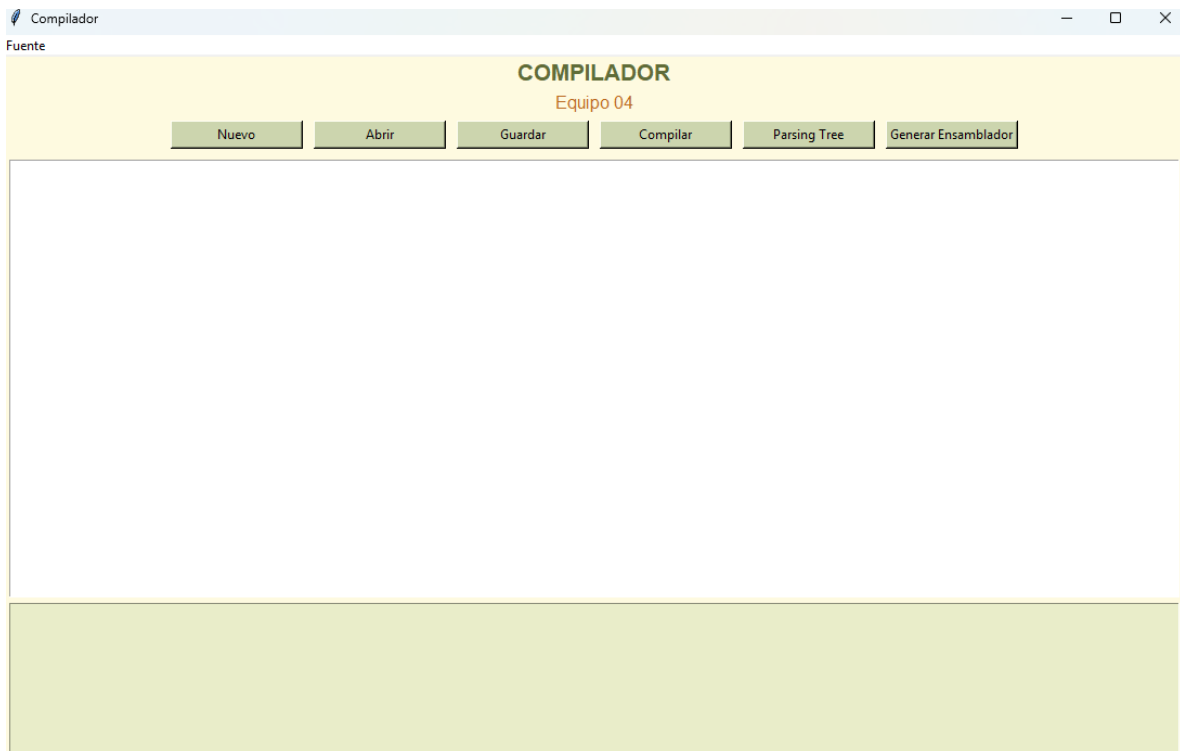 Compilador
Fuente
COMPILADOR
Equipo 04
Nuevo Abrir Guardar Compilar Parsing Tree Generar Ensamblador